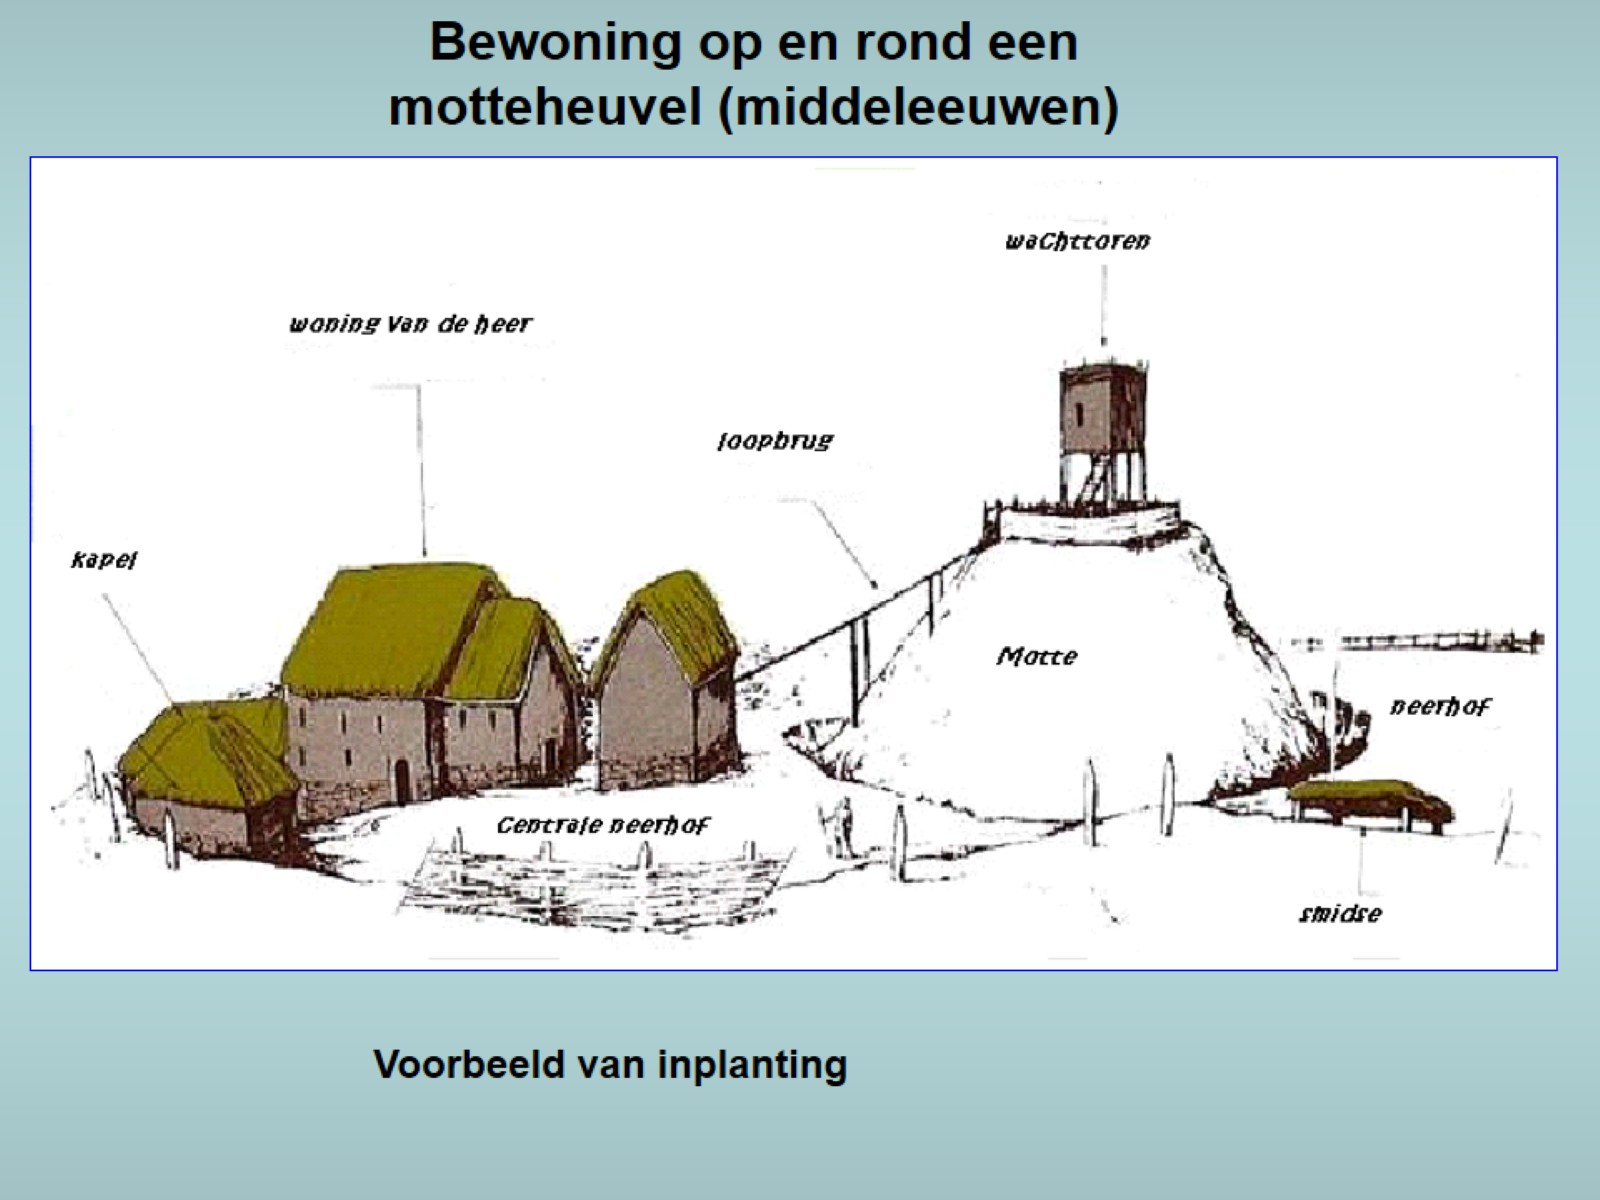 Bewoning op en rond een
motteheuvel (middeleeuwen)
wachttoren
woning van de heer
loopbrug
kapel
Motte
neerhof
Centrale neerhof
smidse
Voorbeeld van inplanting